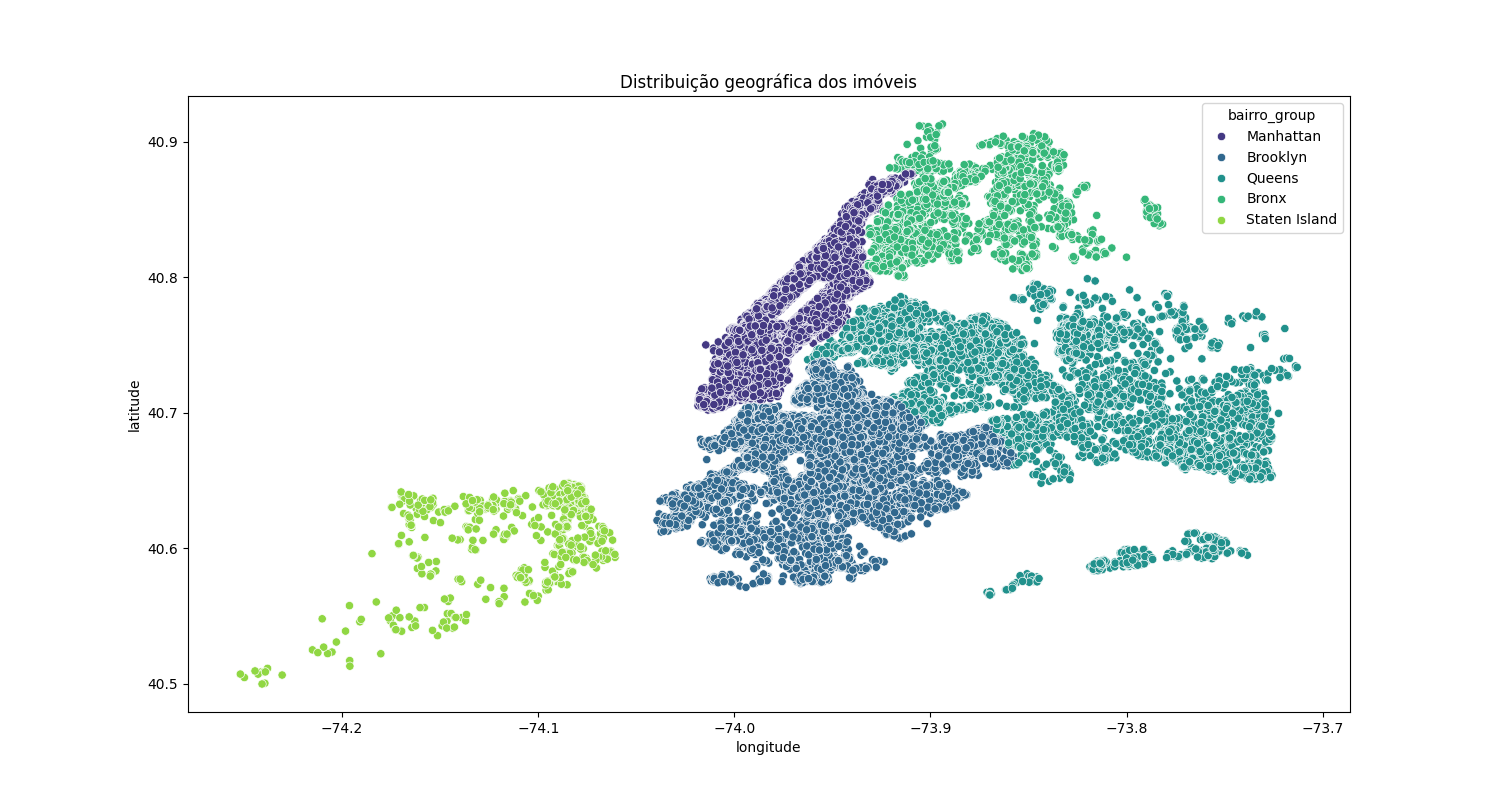 Distribuição geográfica dos imóveis
bairro_group
Manhattan
Brooklyn
Queens
Bronx
Staten Island
40.9
40.8
40.7
40.6
40.5
latitude
−74.2
−74.1
−74.0
−73.9
−73.8
−73.7
longitude